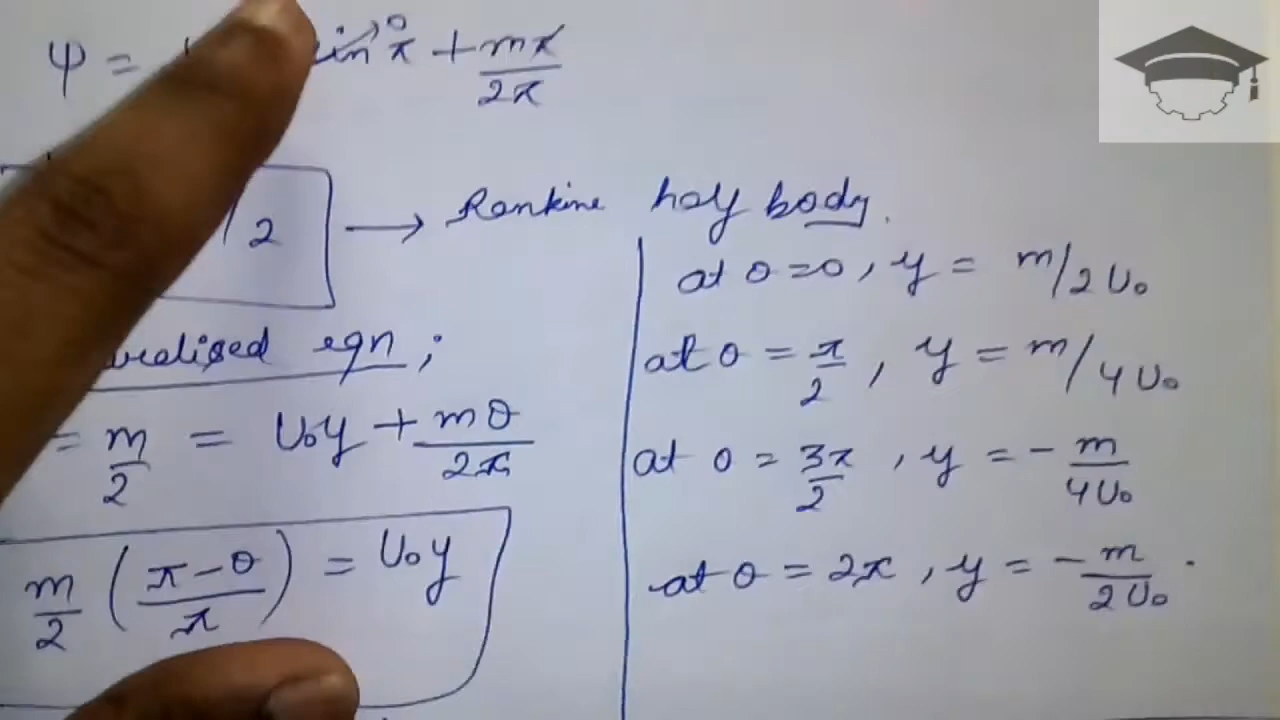 ψ = sin π⁰ + mπ/2π
/2 → Rankine half body.
eqn ;
= m/2 = U₀y + mθ/2π
m/2 (π-θ/π) = U₀y
at θ = 0, y = m/2U₀
at θ = π/2, y = m/4U₀
at θ = 3π/2, y = - m/4U₀
at θ = 2π, y = - m/2U₀.